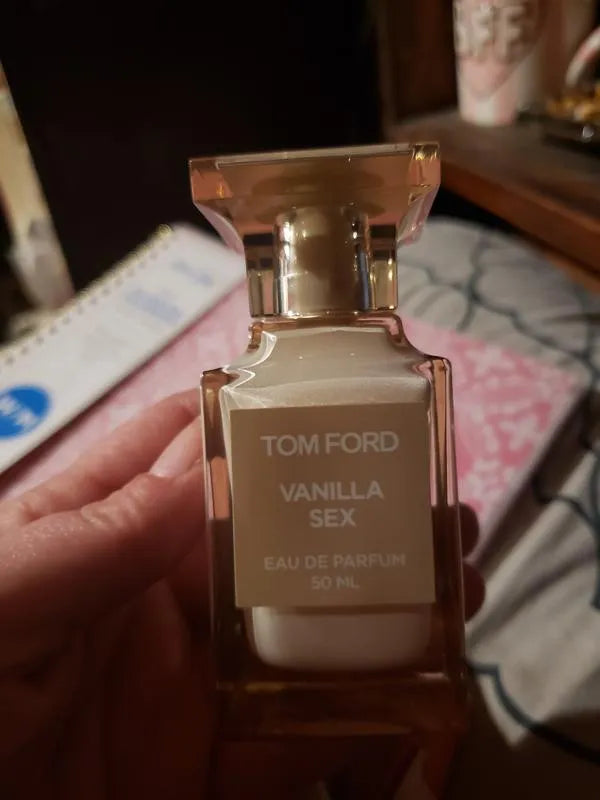 TOM FORD
VANILLA
SEX
EAU DE PARFUM
50 ML